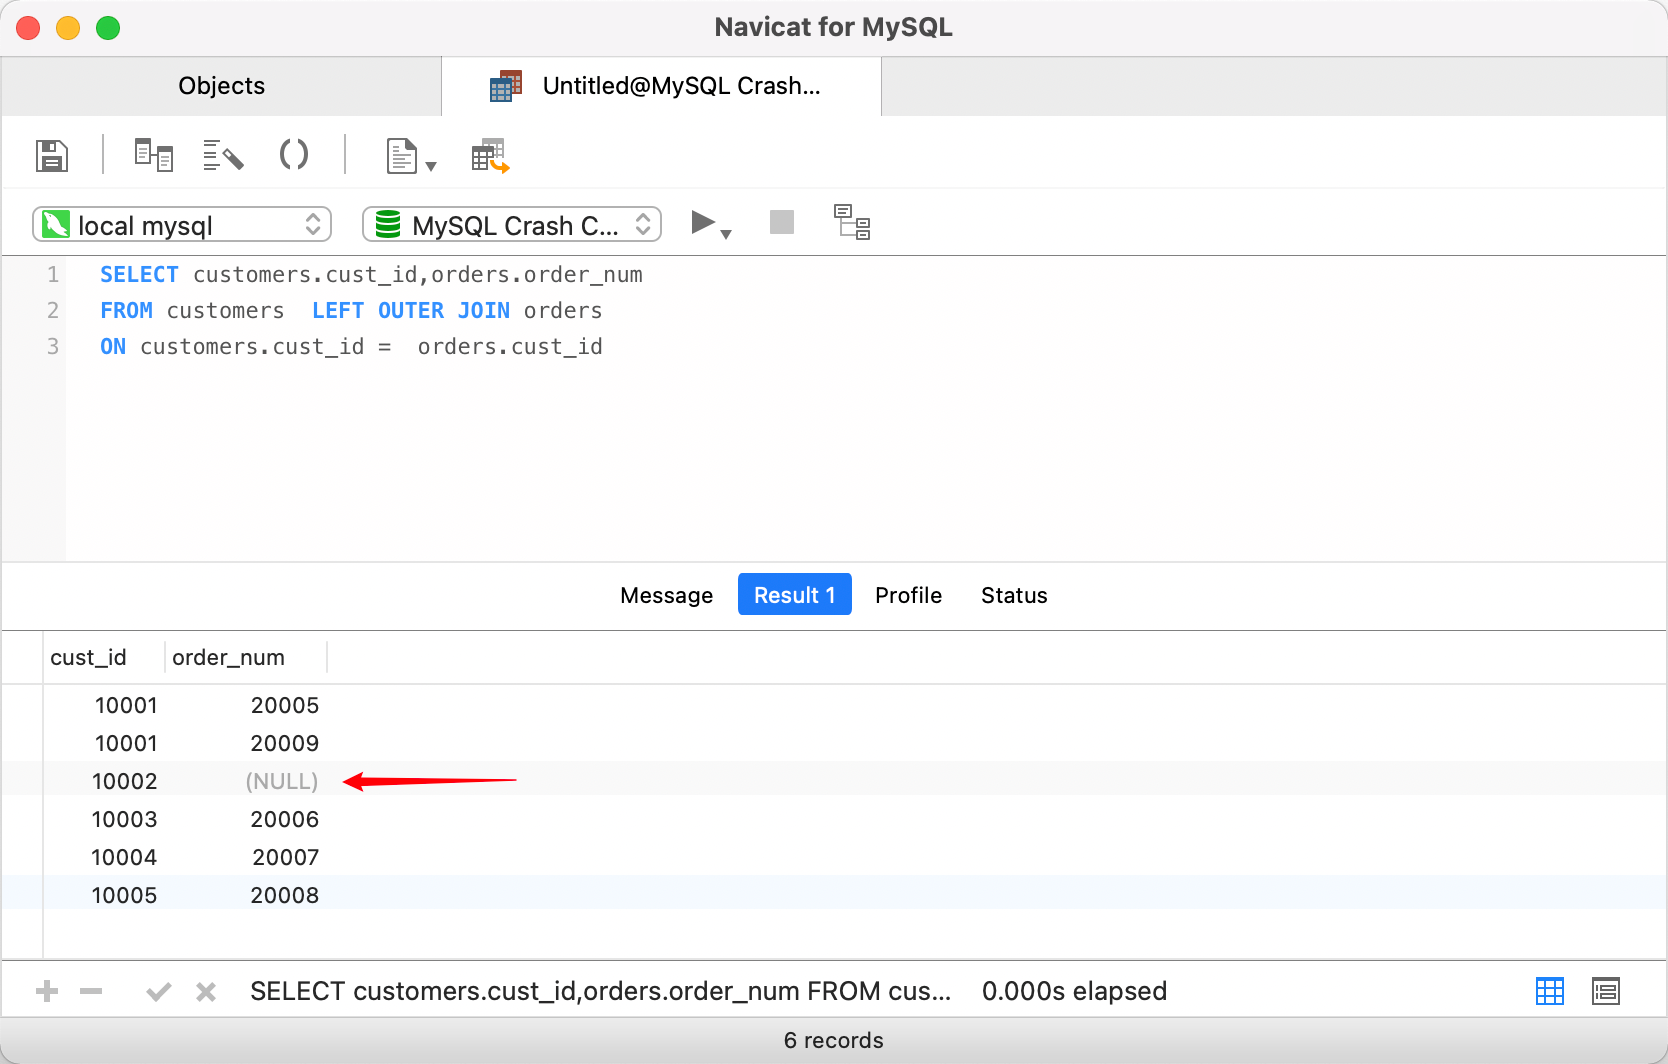 Navicat for MySQL
Objects
Untitled@MySQL Crash...
local mysql
MySQL Crash C...
1 SELECT customers.cust_id,orders.order_num
2 FROM customers  LEFT OUTER JOIN orders
3 ON customers.cust_id =  orders.cust_id
Message Result 1 Profile Status
cust_id order_num
10001 20005
10001 20009
10002 (NULL)
10003 20006
10004 20007
10005 20008
SELECT customers.cust_id,orders.order_num FROM cus... 0.000s elapsed
6 records